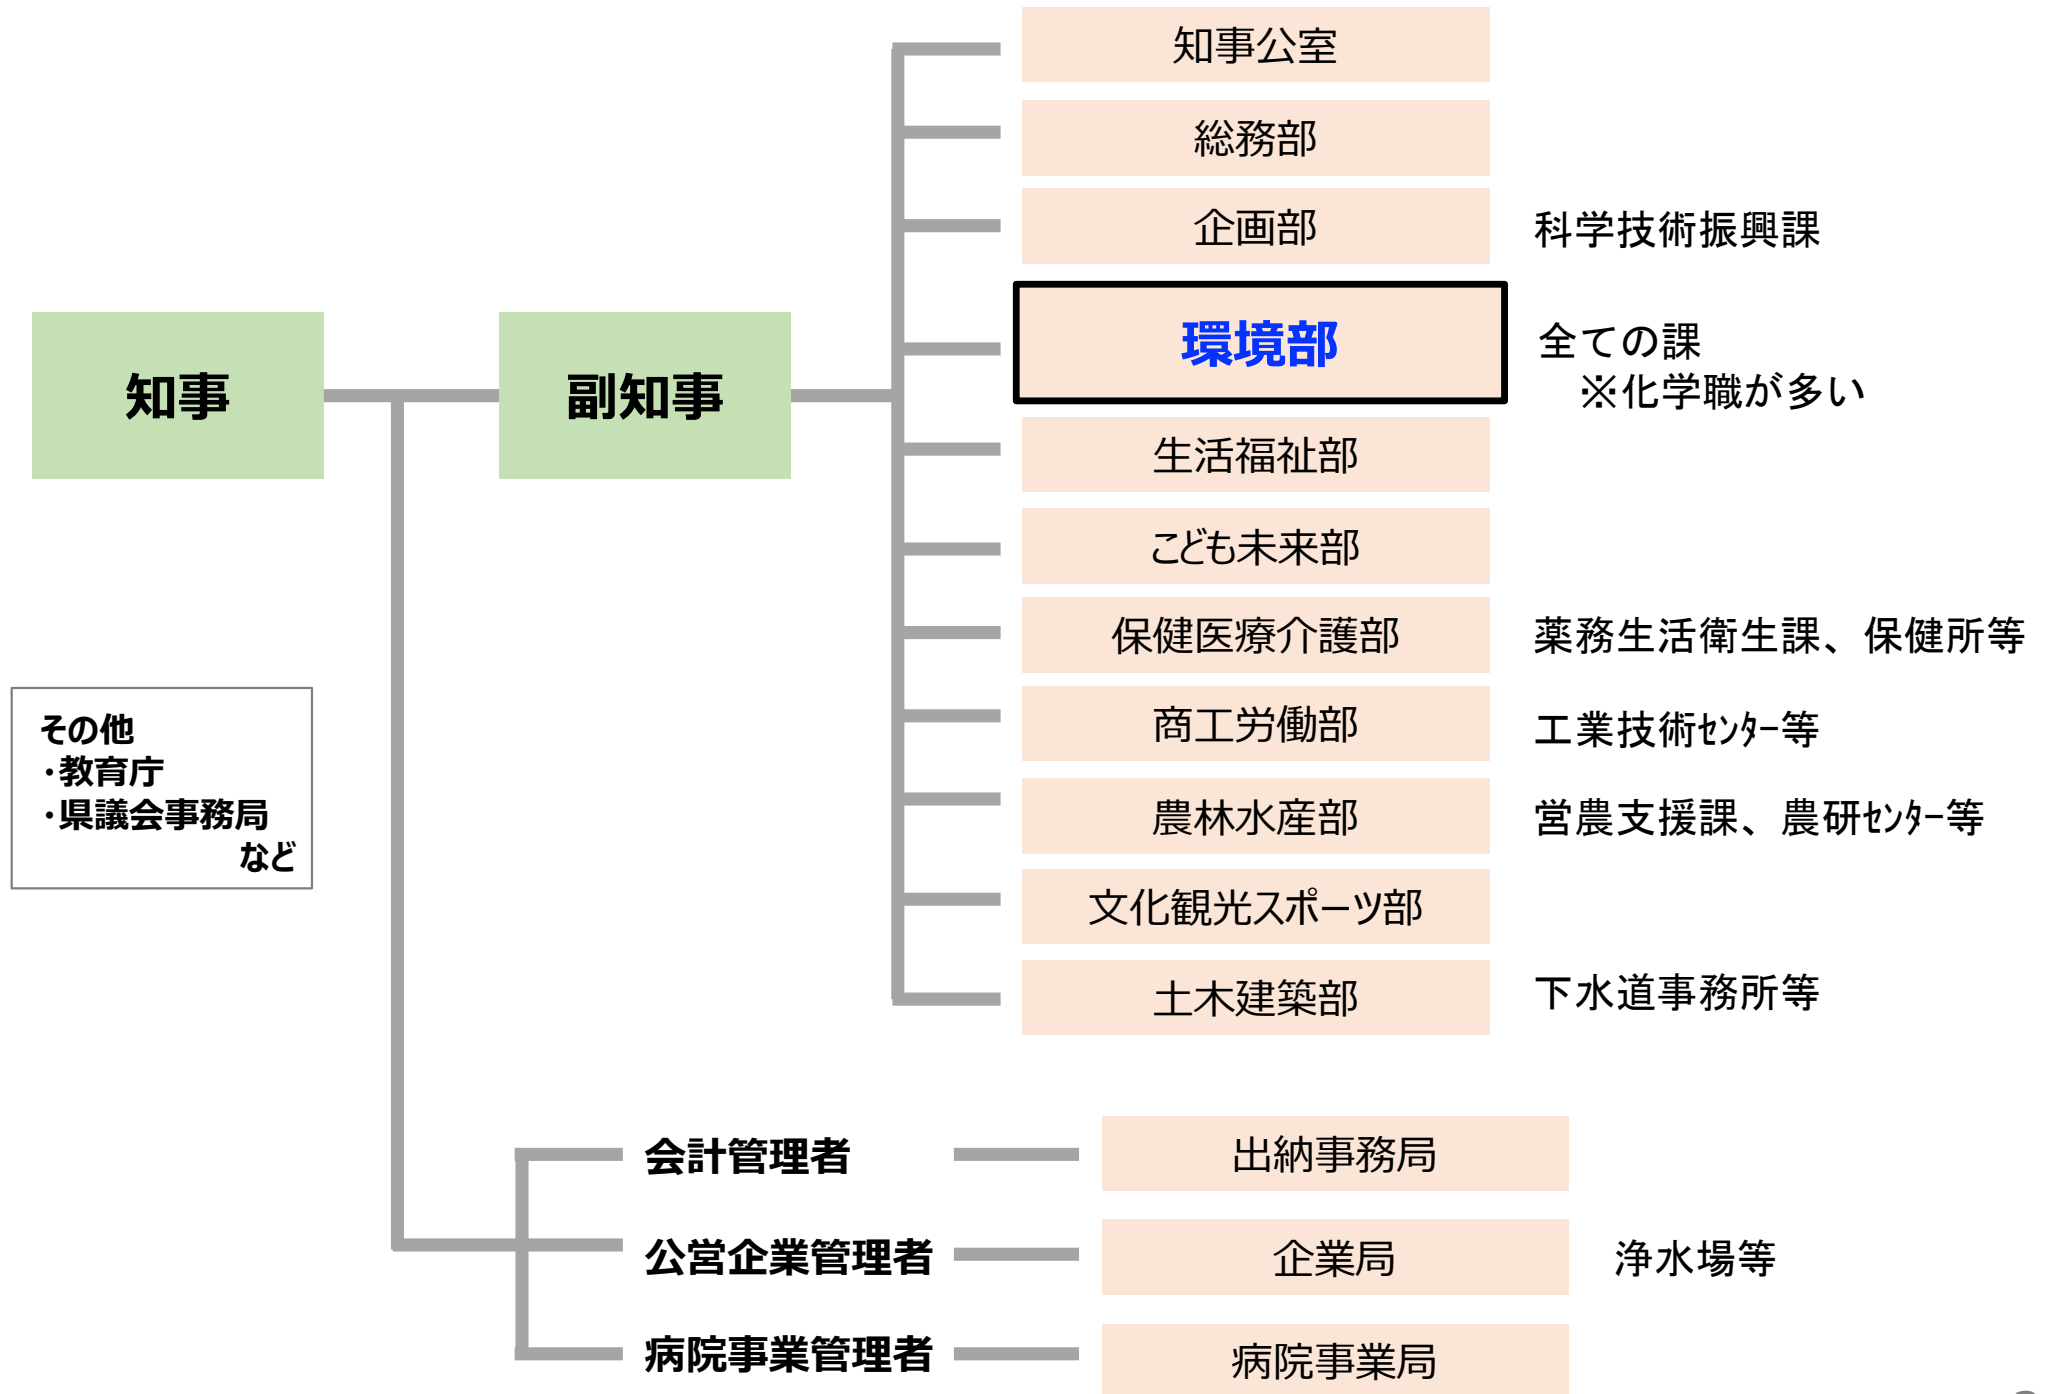 知事公室
総務部
企画部
科学技術振興課
環境部
全ての課
※化学職が多い
知事
副知事
生活福祉部
こども未来部
保健医療介護部
薬務生活衛生課、保健所等
商工労働部
工業技術ｾﾝﾀｰ等
農林水産部
営農支援課、農研ｾﾝﾀｰ等
文化観光スポーツ部
土木建築部
下水道事務所等
その他
・教育庁
・県議会事務局
など
会計管理者
出納事務局
公営企業管理者
企業局
浄水場等
病院事業管理者
病院事業局